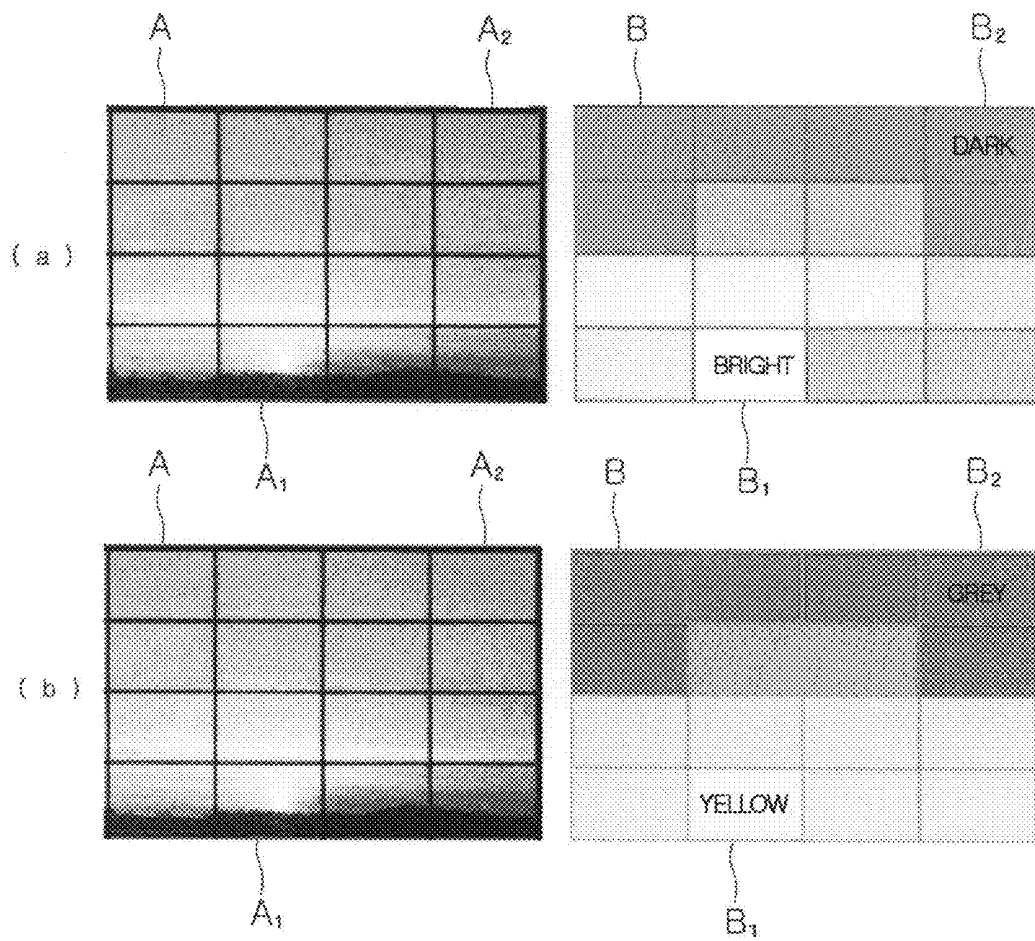 A A₂ B B₂
DARK
( a )
BRIGHT
A₁ B₁
A A₂ B B₂
GREY
( b )
YELLOW
A₁ B₁